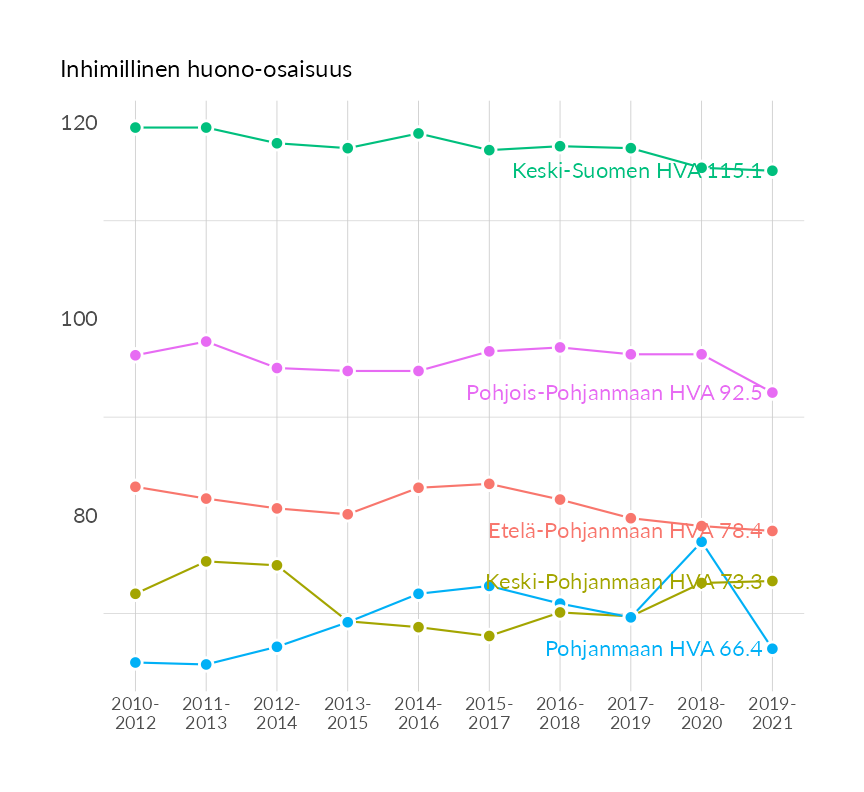 Inhimillinen huono-osaisuus
120
Keski-Suomen HVA 115.1
100
Pohjois-Pohjanmaan HVA 92.5
80
Etelä-Pohjanmaan HVA 78.4
Keski-Pohjanmaan HVA 73.3
Pohjanmaan HVA 66.4
2010- 2011- 2012- 2013- 2014- 2015- 2016- 2017- 2018- 2019-
2012 2013 2014 2015 2016 2017 2018 2019 2020 2021